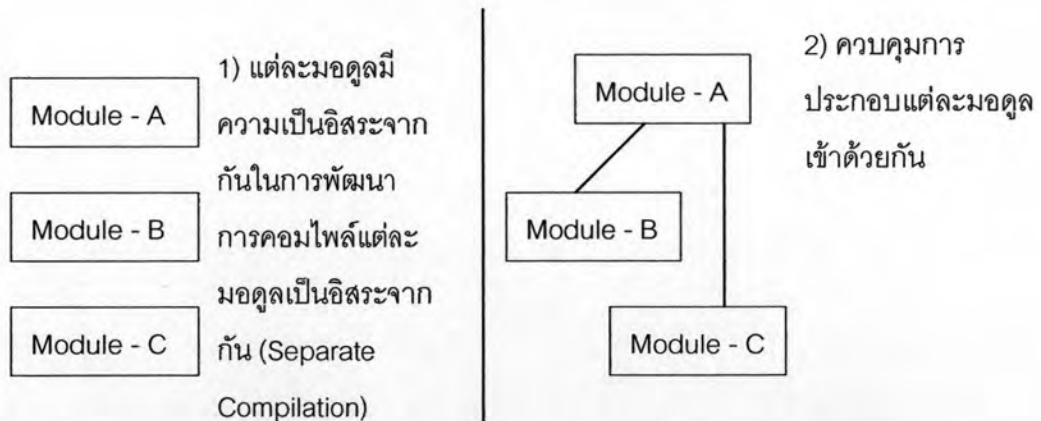 Module - A
Module - B
Module - C
1) แต่ละมอดูลมี
ความเป็นอิสระจาก
กันในการพัฒนา
การคอมไพล์แต่ละ
มอดูลเป็นอิสระจาก
กัน (Separate
Compilation)
Module - A
Module - B
Module - C
2) ควบคุมการ
ประกอบแต่ละมอดูล
เข้าด้วยกัน